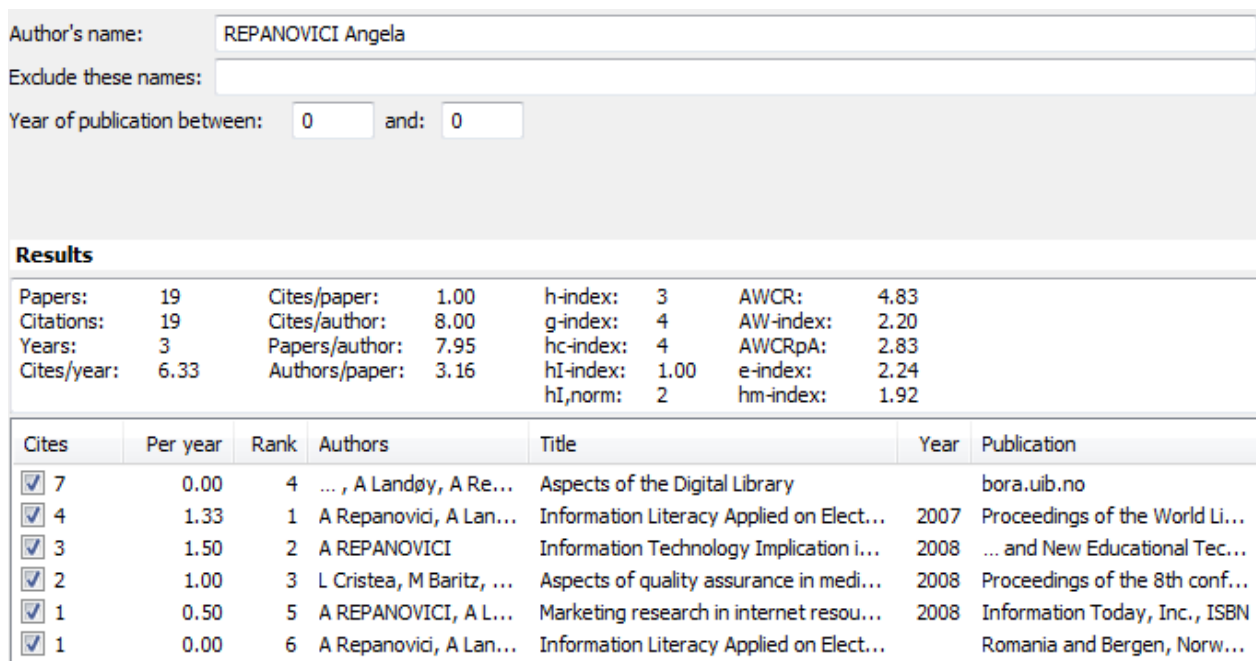 Author's name: REPANOVICI Angela
Exclude these names:
Year of publication between: 0 and: 0
Results
Papers: 19 Cites/paper: 1.00 h-index: 3 AWCR: 4.83
Citations: 19 Cites/author: 8.00 g-index: 4 AW-index: 2.20
Years: 3 Papers/author: 7.95 hc-index: 4 AWCRpA: 2.83
Cites/year: 6.33 Authors/paper: 3.16 hI-index: 1.00 e-index: 2.24
hI,norm: 2 hm-index: 1.92
Cites Per year Rank Authors Title Year Publication
7 0.00 4 ... , A Landøy, A Re... Aspects of the Digital Library bora.uib.no
4 1.33 1 A Repanovici, A Lan... Information Literacy Applied on Elect... 2007 Proceedings of the World Li...
3 1.50 2 A REPANOVICI Information Technology Implication i... 2008 ... and New Educational Tec...
2 1.00 3 L Cristea, M Baritz, ... Aspects of quality assurance in medi... 2008 Proceedings of the 8th conf...
1 0.50 5 A REPANOVICI, A L... Marketing research in internet resou... 2008 Information Today, Inc., ISBN
1 0.00 6 A Repanovici, A Lan... Information Literacy Applied on Elect... Romania and Bergen, Norw...